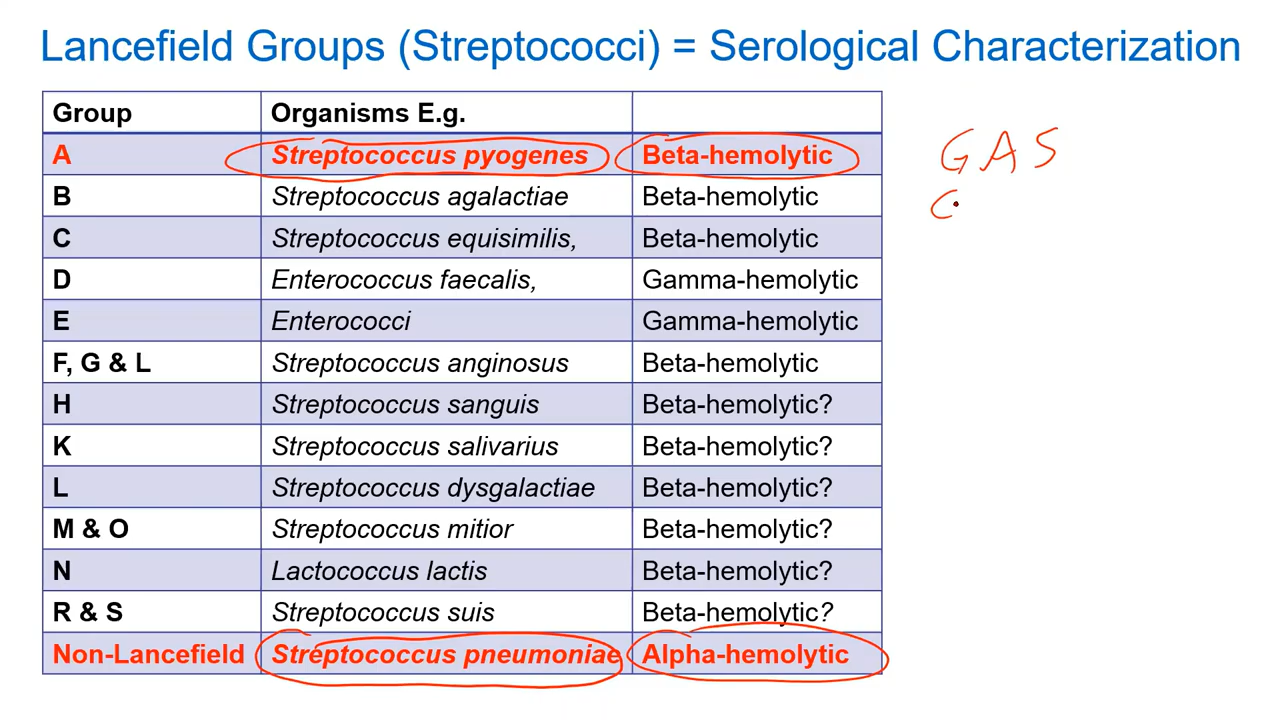 Lancefield Groups (Streptococci) = Serological Characterization
Group Organisms E.g.
A Streptococcus pyogenes Beta-hemolytic GAS
B Streptococcus agalactiae Beta-hemolytic
C Streptococcus equisimilis, Beta-hemolytic
D Enterococcus faecalis, Gamma-hemolytic
E Enterococci Gamma-hemolytic
F, G & L Streptococcus anginosus Beta-hemolytic
H Streptococcus sanguis Beta-hemolytic?
K Streptococcus salivarius Beta-hemolytic?
L Streptococcus dysgalactiae Beta-hemolytic?
M & O Streptococcus mitior Beta-hemolytic?
N Lactococcus lactis Beta-hemolytic?
R & S Streptococcus suis Beta-hemolytic?
Non-Lancefield Streptococcus pneumoniae Alpha-hemolytic